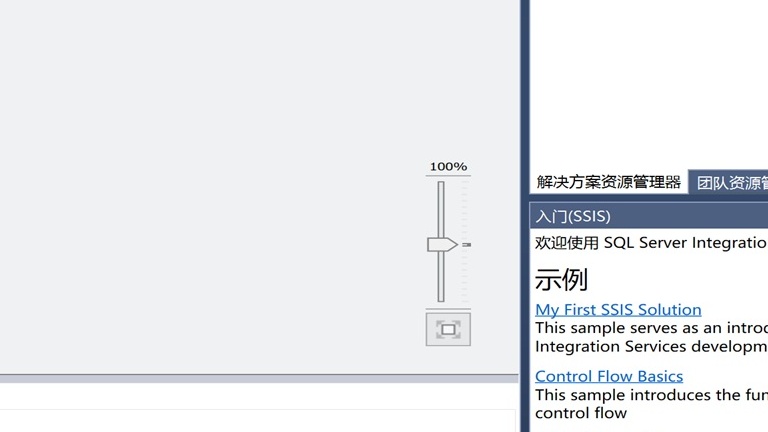 100%
解决方案资源管理器
团队资源管
入门(SSIS)
欢迎使用 SQL Server Integratio
示例
My First SSIS Solution
This sample serves as an introd
Integration Services developm
Control Flow Basics
This sample introduces the fun
control flow